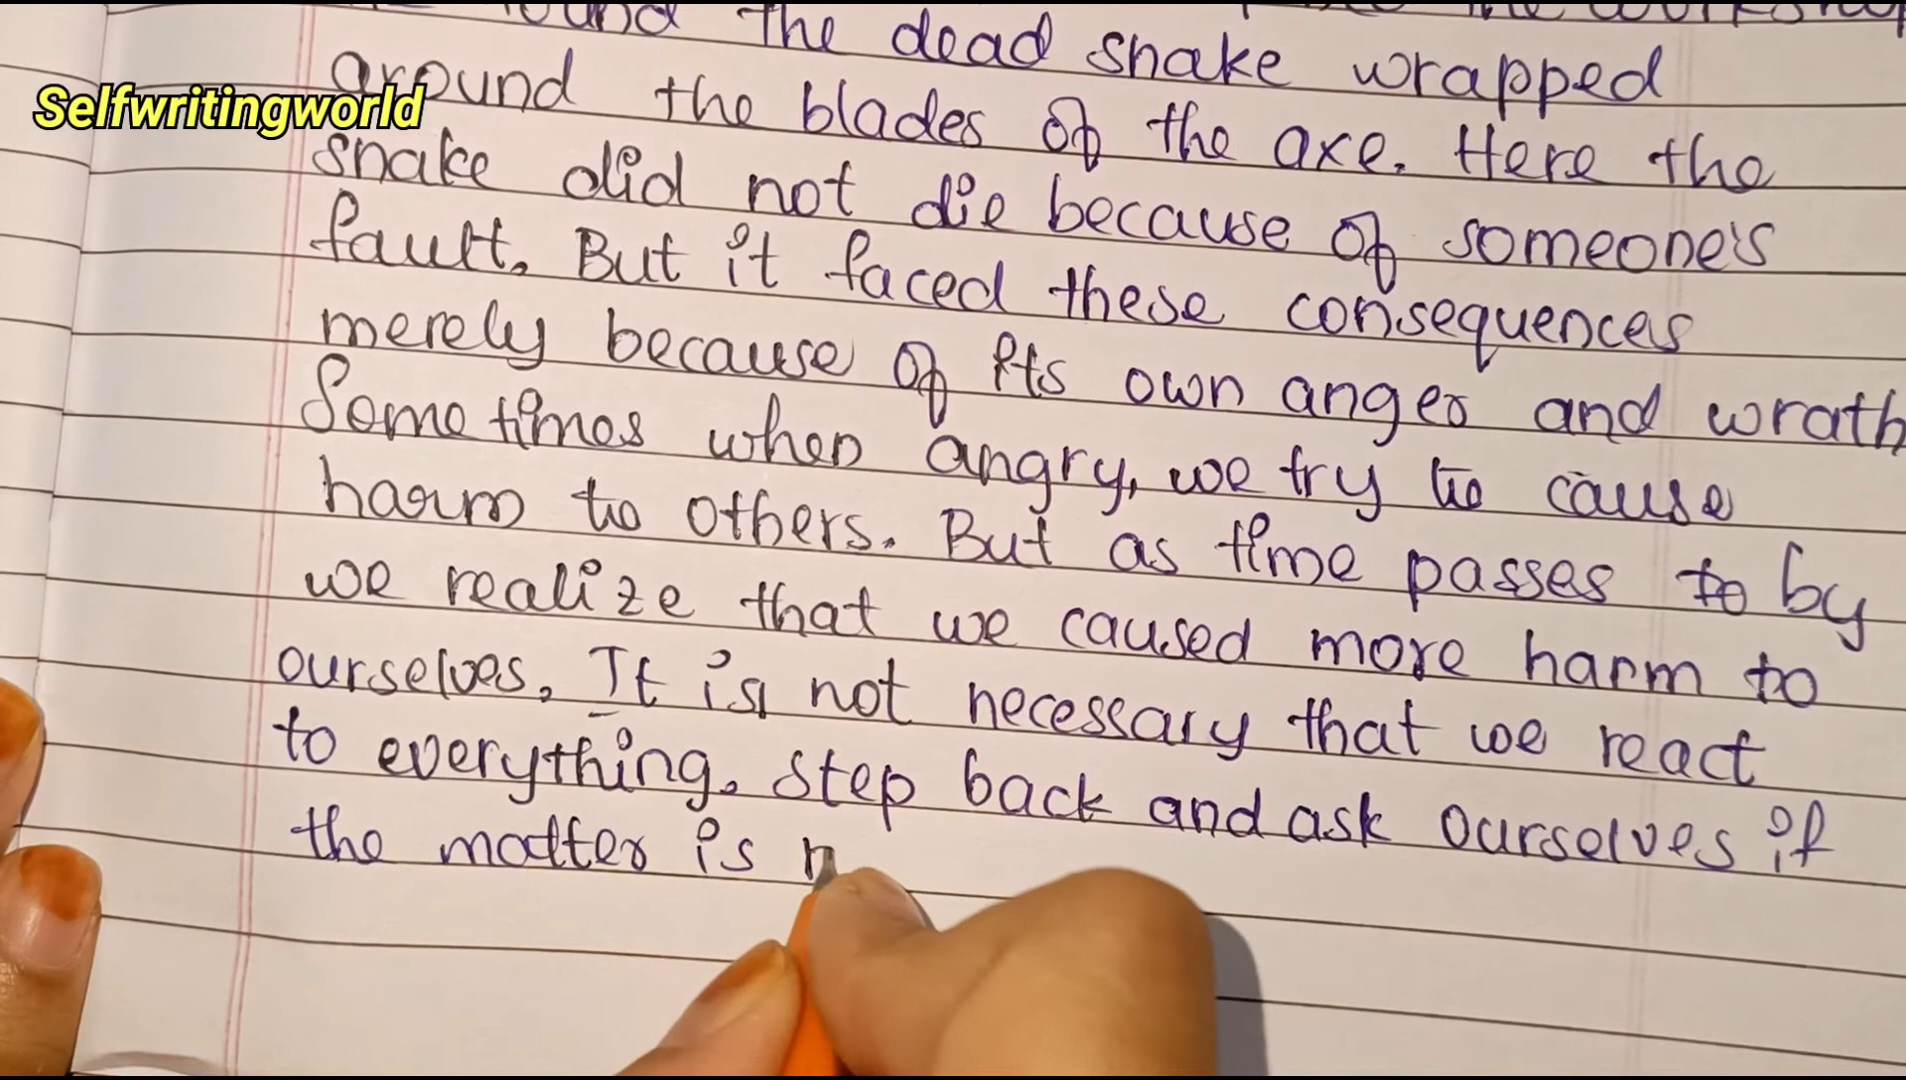 found the dead snake wrapped
around the blades of the axe. Here the
Selfwritingworld
snake did not die because of someone's
fault. But it faced these consequences
merely because of its own anger and wrath
Sometimes when angry, we try to cause
harm to others. But as time passes to by
we realize that we caused more harm to
ourselves. It is not necessary that we react
to everything. Step back and ask ourselves if
the matter is